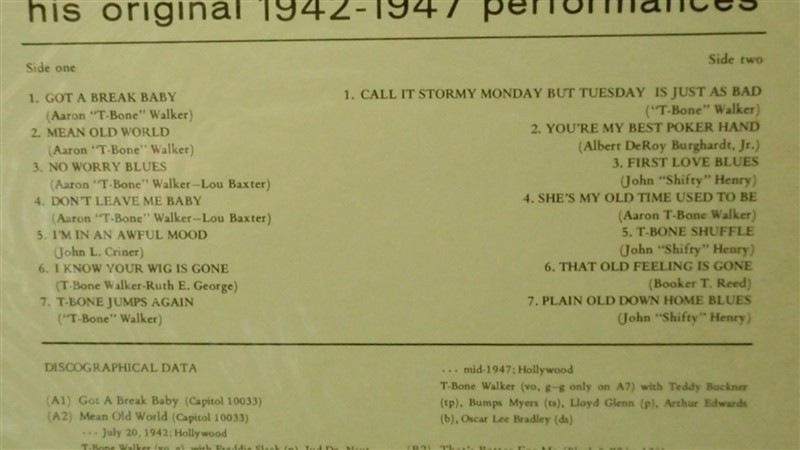 his original 1942-1947 performances
Side one
1. GOT A BREAK BABY
(Aaron "T-Bone" Walker)
2. MEAN OLD WORLD
(Aaron "T-Bone" Walker)
3. NO WORRY BLUES
(Aaron "T-Bone" Walker—Lou Baxter)
4. DON'T LEAVE ME BABY
(Aaron "T-Bone" Walker—Lou Baxter)
5. I'M IN AN AWFUL MOOD
(John L. Criner)
6. I KNOW YOUR WIG IS GONE
(T-Bone Walker-Ruth E. George)
7. T-BONE JUMPS AGAIN
("T-Bone" Walker)
Side two
1. CALL IT STORMY MONDAY BUT TUESDAY IS JUST AS BAD
("T-Bone" Walker)
2. YOU'RE MY BEST POKER HAND
(Albert DeRoy Burghardt, Jr.)
3. FIRST LOVE BLUES
(John "Shifty" Henry)
4. SHE'S MY OLD TIME USED TO BE
(Aaron T-Bone Walker)
5. T-BONE SHUFFLE
(John "Shifty" Henry)
6. THAT OLD FEELING IS GONE
(Booker T. Reed)
7. PLAIN OLD DOWN HOME BLUES
(John "Shifty" Henry)
DISCOGRAPHICAL DATA
(A1) Got A Break Baby (Capitol 10033)
(A2) Mean Old World (Capitol 10033)
... July 20, 1942; Hollywood
T-Bone Walker (vo, g) with Freddie Slack (p), Jud De
... mid-1947; Hollywood
T-Bone Walker (vo, g—g only on A7) with Teddy Buckner
(tp), Bumps Myers (ts), Lloyd Glenn (p), Arthur Edwards
(b), Oscar Lee Bradley (ds)